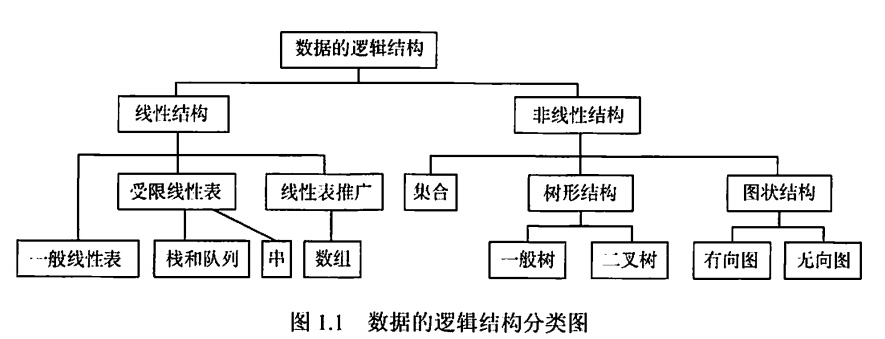 数据的逻辑结构
线性结构 非线性结构
受限线性表 线性表推广 集合 树形结构 图状结构
一般线性表 栈和队列 串 数组 一般树 二叉树 有向图 无向图
图 1.1 数据的逻辑结构分类图